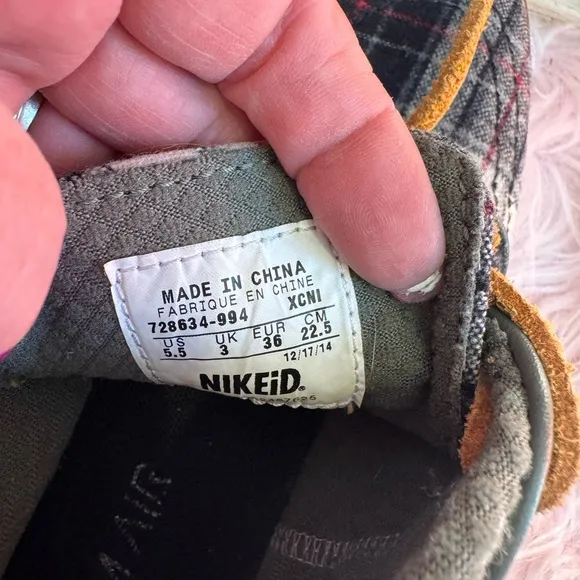 MADE IN CHINA
FABRIQUE EN CHINE
728634-994 XCNI
US UK EUR CM
5.5 3 36 22.5
12/17/14
NIKEiD.
AIR